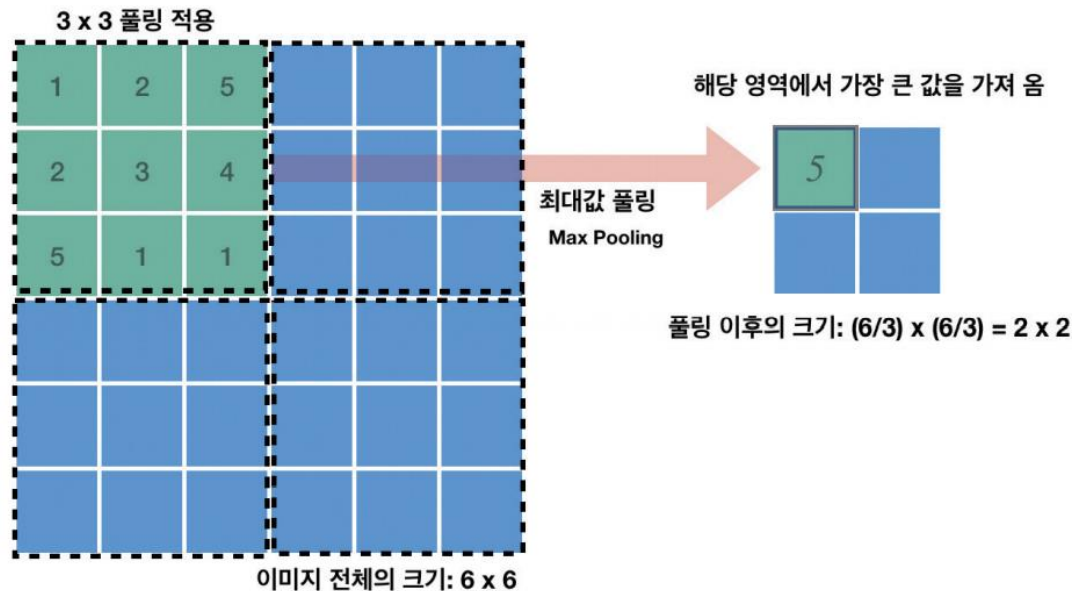 3 x 3 풀링 적용
1 2 5
2 3 4
5 1 1
해당 영역에서 가장 큰 값을 가져 옴
5
최대값 풀링
Max Pooling
풀링 이후의 크기: (6/3) x (6/3) = 2 x 2
이미지 전체의 크기: 6 x 6